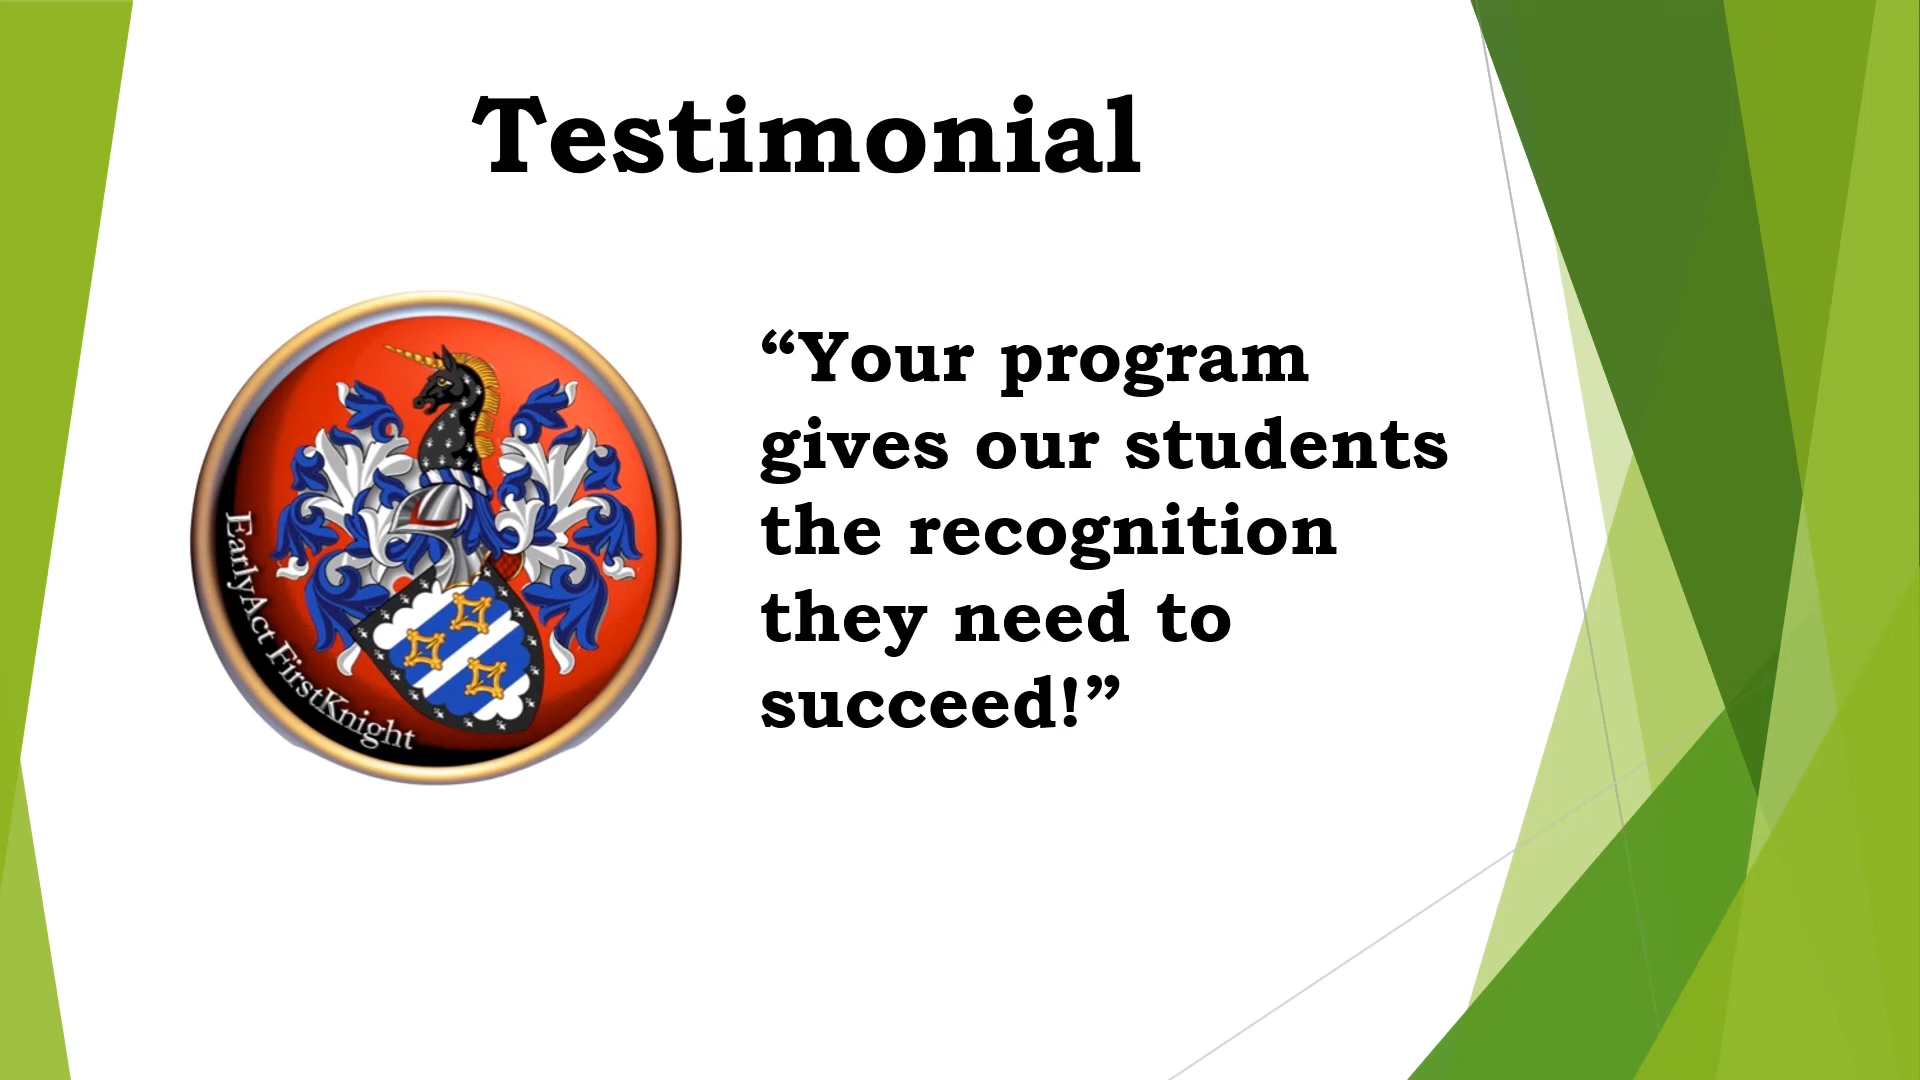 Testimonial
“Your program
gives our students
the recognition
they need to
succeed!”
EarlyAct FirstKnight